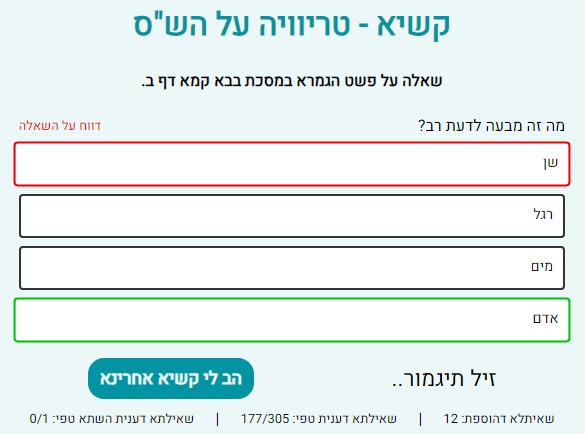 קשיא - טריוויה על הש"ס
שאלה על פשט הגמרא במסכת בבא קמא דף ב.
מה זה מבעה לדעת רב? דווח על השאלה
שן
רגל
מים
אדם
זיל תיגמור.. הב לי קשיא אחרינא
שאיתלא דהוספת: 12 | שאילתא דענית טפי: 177/305 | שאילתא דענית השתא טפי: 0/1